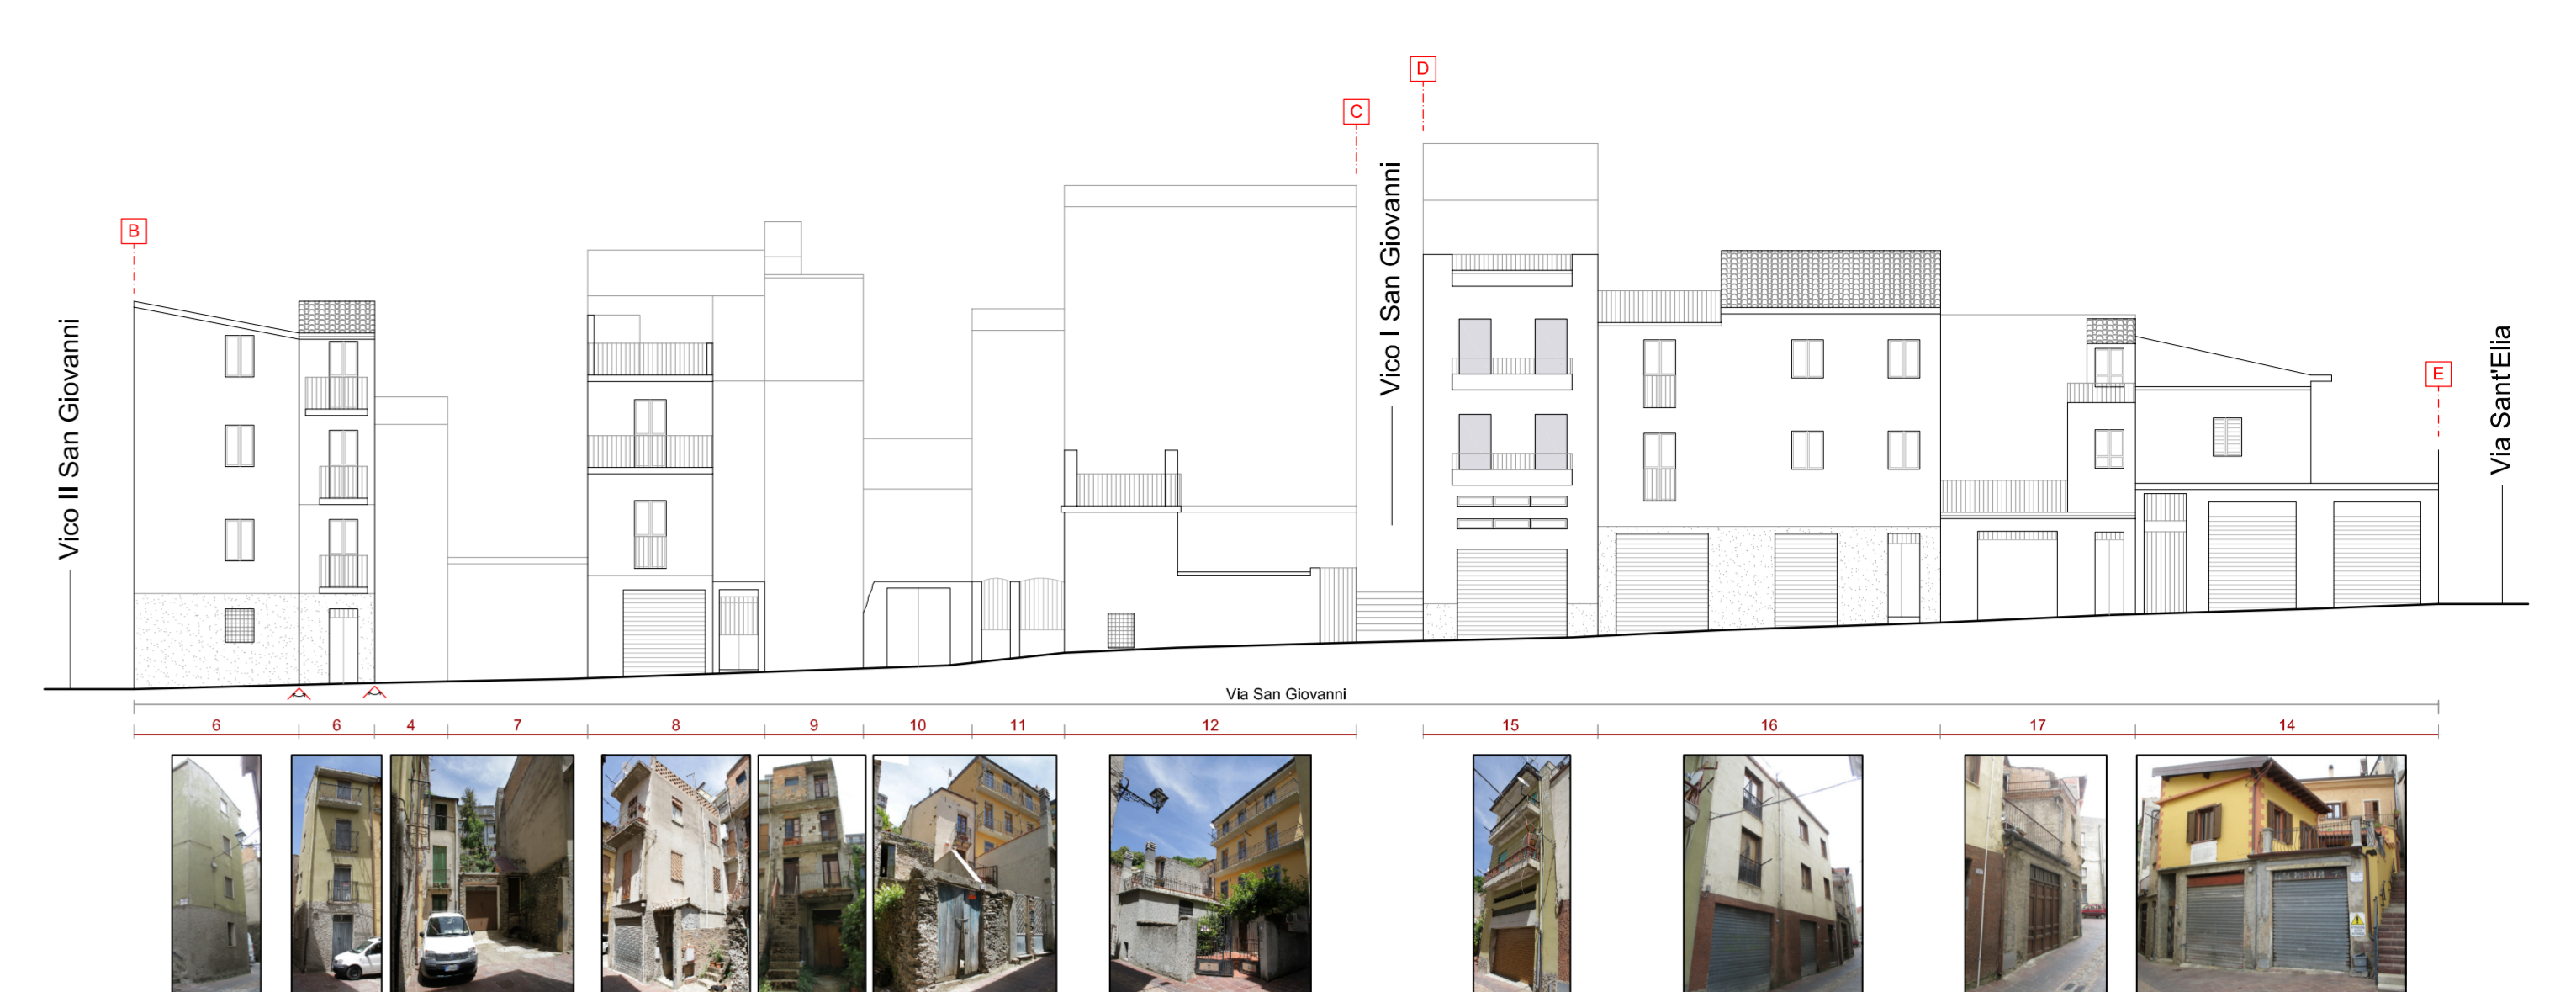 D
C
B
E
Vico II San Giovanni
Vico I San Giovanni
Via Sant'Elia
Via San Giovanni
6 6 4 7 8 9 10 11 12 15 16 17 14